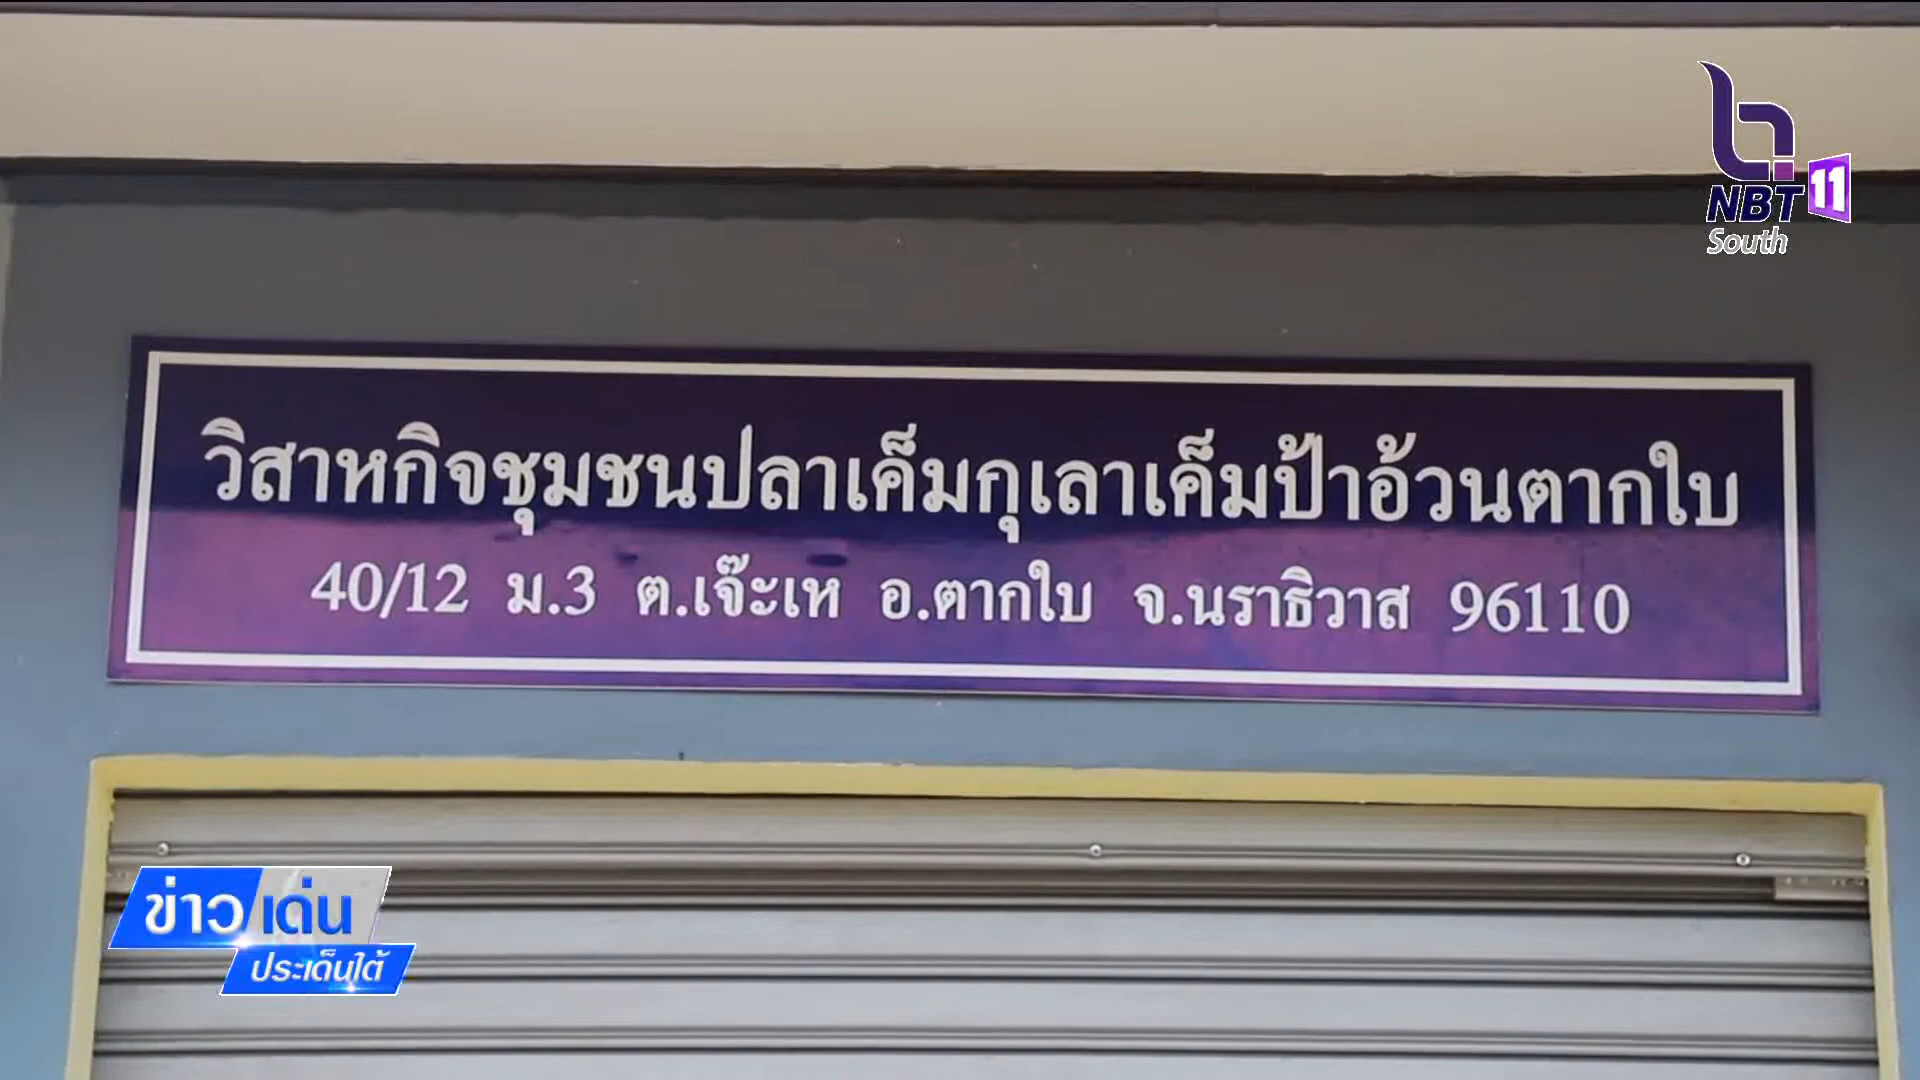 NBT 11
South
วิสาหกิจชุมชนปลาเค็มกุเลาเค็มป้าอ้วนตากใบ
40/12 ม.3 ต.เจ๊ะเห อ.ตากใบ จ.นราธิวาส 96110
ข่าวเด่น
ประเด็นใต้